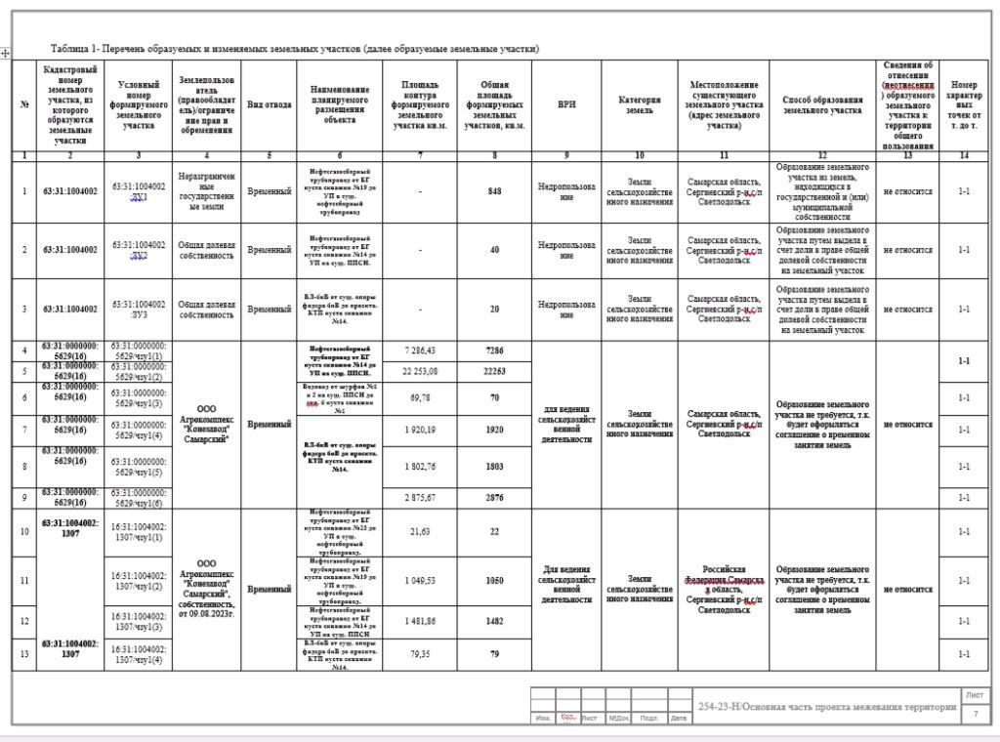 Таблица 1- Перечень образуемых и изменяемых земельных участков (далее образуемые земельные участки)
№
Кадастровый
номер
земельного
участка, из
которого
образуются
земельные
участки
Условный
номер
формируемого
земельного
участка
Землепользов
атель
(правообладат
ель)/ограниче
ние прав и
обременения
Вид отвода
Наименование
планируемого
размещения
объекта
Площадь
контура
формируемого
земельного
участка кв.м.
Общая
площадь
формируемых
земельных
участков, кв.м.
ВРИ
Категория
земель
Местоположение
существующего
земельного участка
(адрес земельного
участка)
Способ образования
земельного участка
Сведения об
отнесении
(неотнесении
) образуемого
земельного
участка к
территории
общего
пользования
Номер
характер
ных
точек от
т. до т.
1 2 3 4 5 6 7 8 9 10 11 12 13 14
1
63:31:1004002
63:31:1004002
:ЗУ1
Неразграничен
ные
государственн
ые земли
Временный
Нефтегазосборный
трубопровод от БГ
куста скважин №19 до
УП в сущ.
нефтесборный
трубопровод
-
848
Недропользова
ние
Земли
сельскохозяйстве
нного назначения
Самарская область,
Сергиевский р-н,с/п
Светлодольск
Образование земельного
участка из земель,
находящихся в
государственной и (или)
муниципальной
собственности
не относится
1-1
2
63:31:1004002
63:31:1004002
:ЗУ2
Общая долевая
собственность
Временный
Нефтегазосборный
трубопровод от БГ
куста скважин №14 до
УП на сущ. ППСН.
-
40
Недропользова
ние
Земли
сельскохозяйстве
нного назначения
Самарская область,
Сергиевский р-н,с/п
Светлодольск
Образование земельного
участка путем выдела в
счет доли в праве общей
долевой собственности
на земельный участок
не относится
1-1
3
63:31:1004002
63:31:1004002
:ЗУ3
Общая долевая
собственность
Временный
ВЛ-6кВ от сущ. опоры
фидера 6кВ до проектн.
КТП куста скважин
№14.
-
20
Недропользова
ние
Земли
сельскохозяйстве
нного назначения
Самарская область,
Сергиевский р-н,с/п
Светлодольск
Образование земельного
участка путем выдела в
счет доли в праве общей
долевой собственности
на земельный участок
не относится
1-1
4
63:31:0000000:
5629(16)
63:31:0000000:
5629/чзу1(1)
ООО
Агрокомплекс
"Конезавод"
Самарский"
Временный
Нефтегазосборный
трубопровод от БГ
куста скважин №14 до
УП на сущ. ППСН.
7 286,43
7286
для ведения
сельскохозяйст
венной
деятельности
Земли
сельскохозяйстве
нного назначения
Самарская область,
Сергиевский р-н,с/п
Светлодольск
Образование земельного
участка не требуется, т.к.
будет оформляться
соглашение о временном
занятии земель
не относится
1-1
5
63:31:0000000:
5629(16)
63:31:0000000:
5629/чзу1(2)
22 253,08
22253
6
63:31:0000000:
5629(16)
63:31:0000000:
5629/чзу1(3)
Водовод от шурфов №1
и 2 на сущ. ППСН до
скв. 6 куста скважин
№1
69,78
70
1-1
7
63:31:0000000:
5629(16)
63:31:0000000:
5629/чзу1(4)
ВЛ-6кВ от сущ. опоры
фидера 6кВ до проектн.
КТП куста скважин
№14.
1 920,19
1920
1-1
8
63:31:0000000:
5629(16)
63:31:0000000:
5629/чзу1(5)
1 802,76
1803
1-1
9
63:31:0000000:
5629(16)
63:31:0000000:
5629/чзу1(6)
2 875,67
2876
1-1
10
63:31:1004002:
1307
16:31:1004002:
1307/чзу1(1)
ООО
Агрокомплекс
"Конезавод"
Самарский",
собственность,
от 09.08.2023г.
Временный
Нефтегазосборный
трубопровод от БГ
куста скважин №23 до
УП в сущ.
нефтесборный
трубопровод.
21,63
22
Для ведения
сельскохозяйст
венной
деятельности
Земли
сельскохозяйстве
нного назначения
Российская
Федерация,Самарска
я область,
Сергиевский р-н,с/п
Светлодольск
Образование земельного
участка не требуется, т.к.
будет оформляться
соглашение о временном
занятии земель
не относится
1-1
11
16:31:1004002:
1307/чзу1(2)
Нефтегазосборный
трубопровод от БГ
куста скважин №19 до
УП в сущ.
нефтесборный
трубопровод.
1 049,53
1050
1-1
12
16:31:1004002:
1307/чзу1(3)
Нефтегазосборный
трубопровод от БГ
куста скважин №14 до
УП на сущ. ППСН
1 481,86
1482
1-1
13
63:31:1004002:
1307
16:31:1004002:
1307/чзу1(4)
ВЛ-6кВ от сущ. опоры
фидера 6кВ до проектн.
КТП куста скважин
№14.
79,35
79
1-1
Изм. Кол. Лист №Док. Подп. Дата
254-23-Н/Основная часть проекта межевания территории
Лист
7